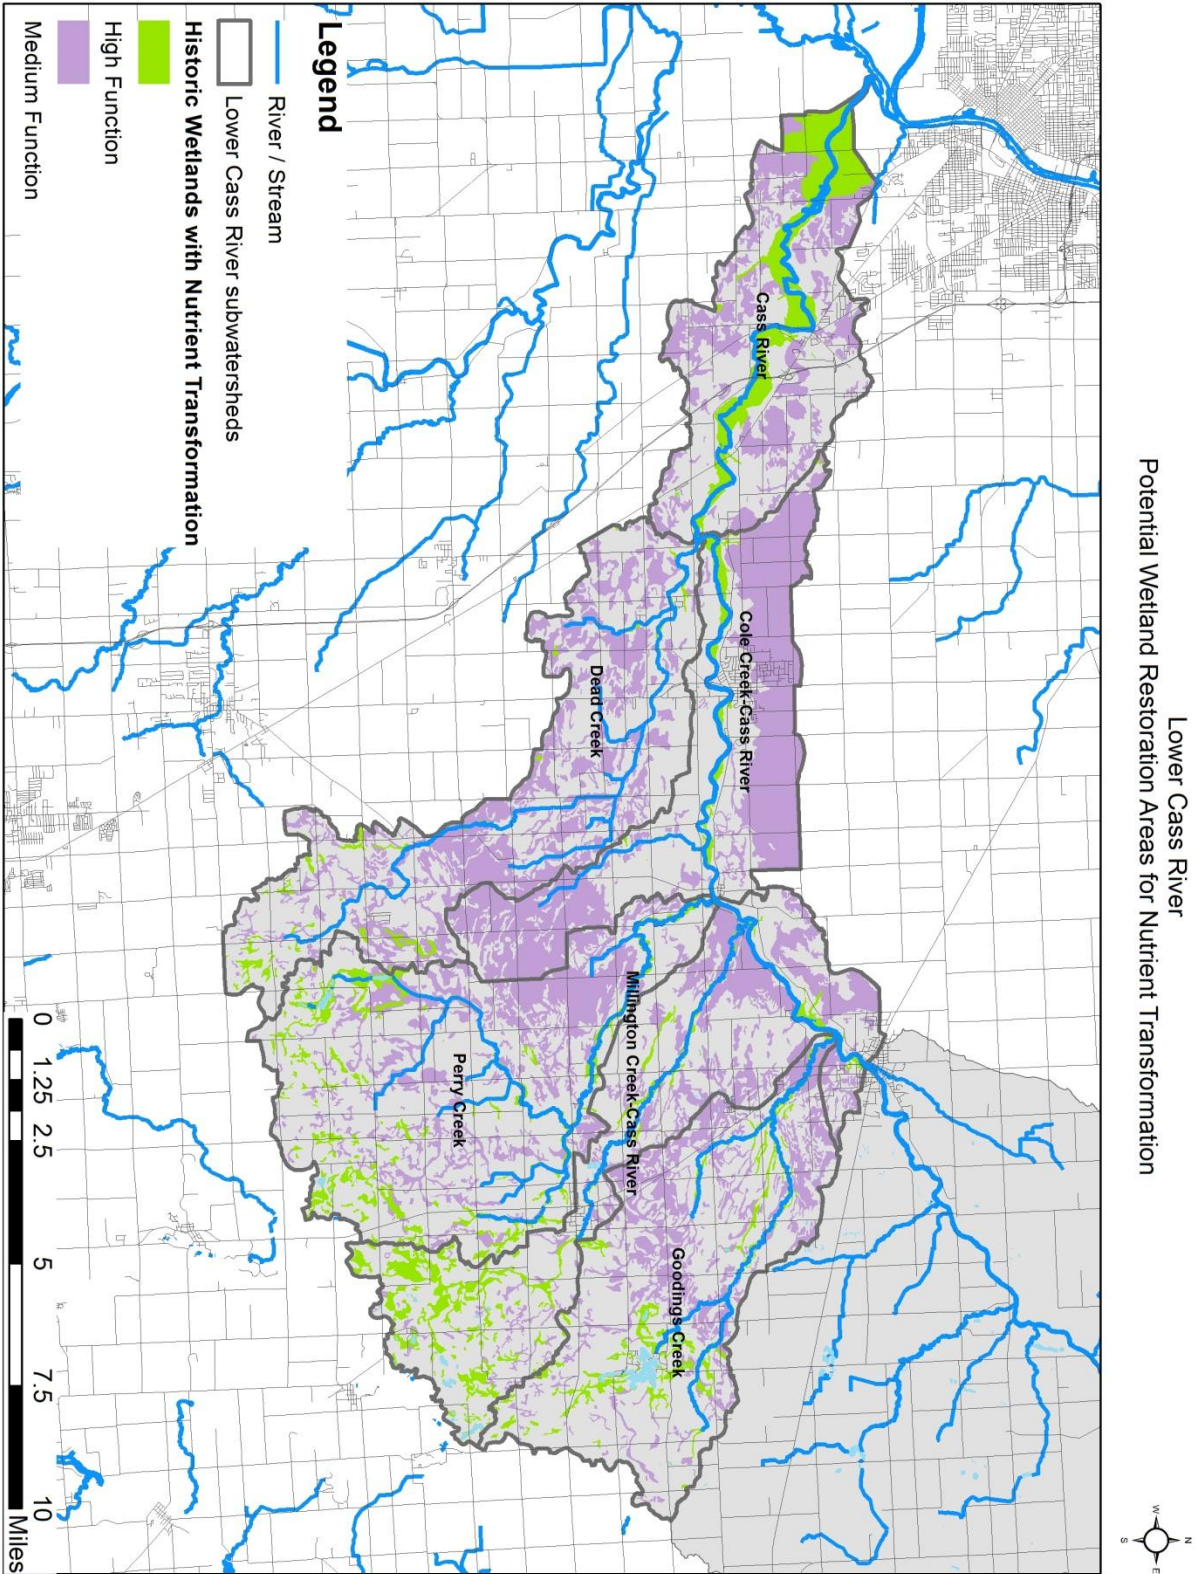 Lower Cass River
Potential Wetland Restoration Areas for Nutrient Transformation
N
W
E
S
Cass River
Cole Creek-Cass River
Dead Creek
Millington Creek-Cass River
Perry Creek
Goodings Creek
Legend
River / Stream
Lower Cass River subwatersheds
Historic Wetlands with Nutrient Transformation
High Function
Medium Function
0 1.25 2.5 5 7.5 10 Miles